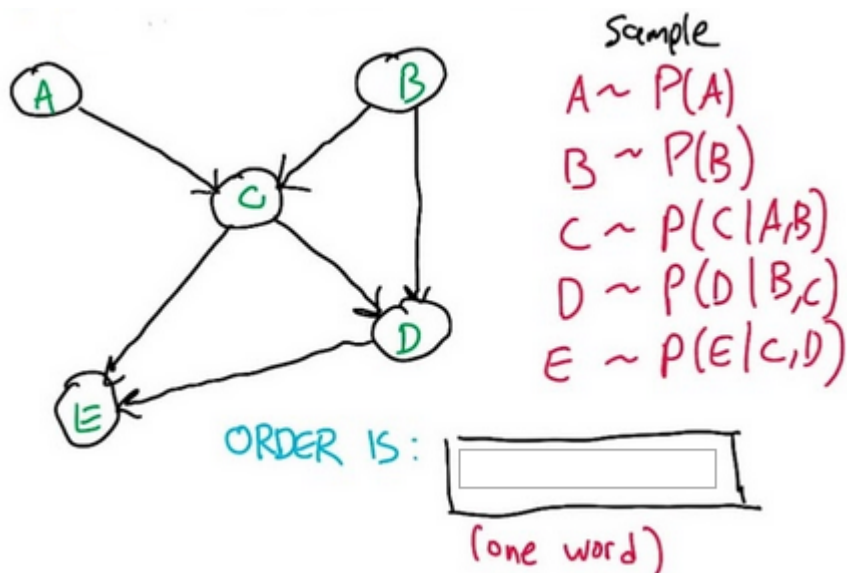 Sample
A
B
A ~ P(A)
B ~ P(B)
C
C ~ P(C|A,B)
D ~ P(D|B,C)
D
E ~ P(E|C,D)
E
ORDER IS:
(one word)